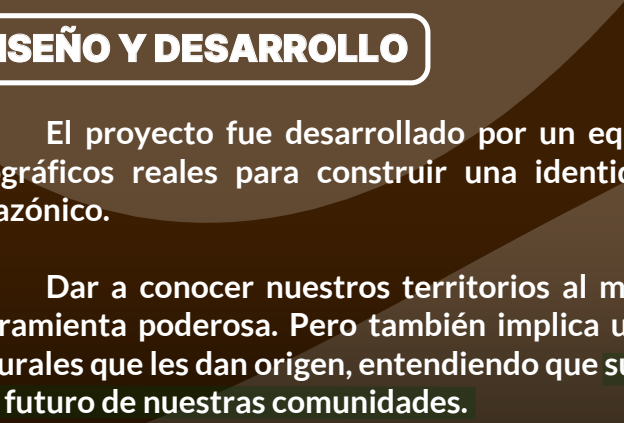 ISEÑO Y DESARROLLO
El proyecto fue desarrollado por un eq
gráficos reales para construir una identi
azónico.
Dar a conocer nuestros territorios al m
ramienta poderosa. Pero también implica u
urales que les dan origen, entendiendo que su
futuro de nuestras comunidades.